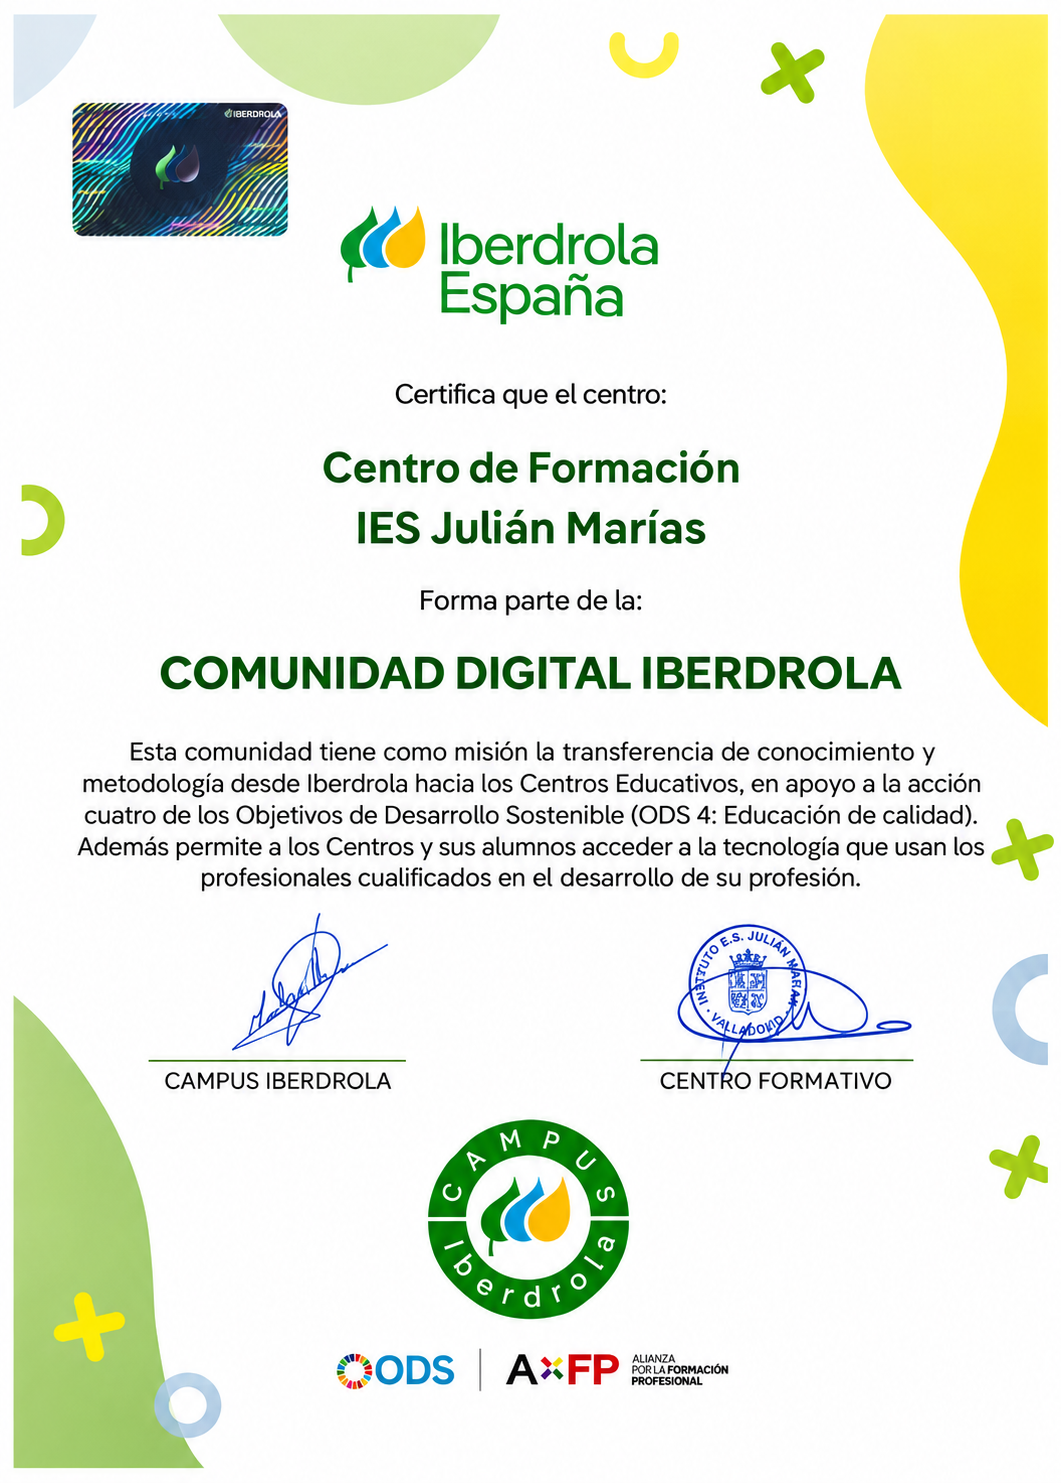 IBERDROLA
Iberdrola
España
Certifica que el centro:
Centro de Formación
IES Julián Marías
Forma parte de la:
COMUNIDAD DIGITAL IBERDROLA
Esta comunidad tiene como misión la transferencia de conocimiento y
metodología desde Iberdrola hacia los Centros Educativos, en apoyo a la acción
cuatro de los Objetivos de Desarrollo Sostenible (ODS 4: Educación de calidad).
Además permite a los Centros y sus alumnos acceder a la tecnología que usan los
profesionales cualificados en el desarrollo de su profesión.
INSTITUTO E.S. JULIÁN MARÍAS
· VALLADOLID ·
CAMPUS IBERDROLA
CENTRO FORMATIVO
CAMPUS
Iberdrola
ODS
AxFP
ALIANZA
POR LA FORMACIÓN
PROFESIONAL